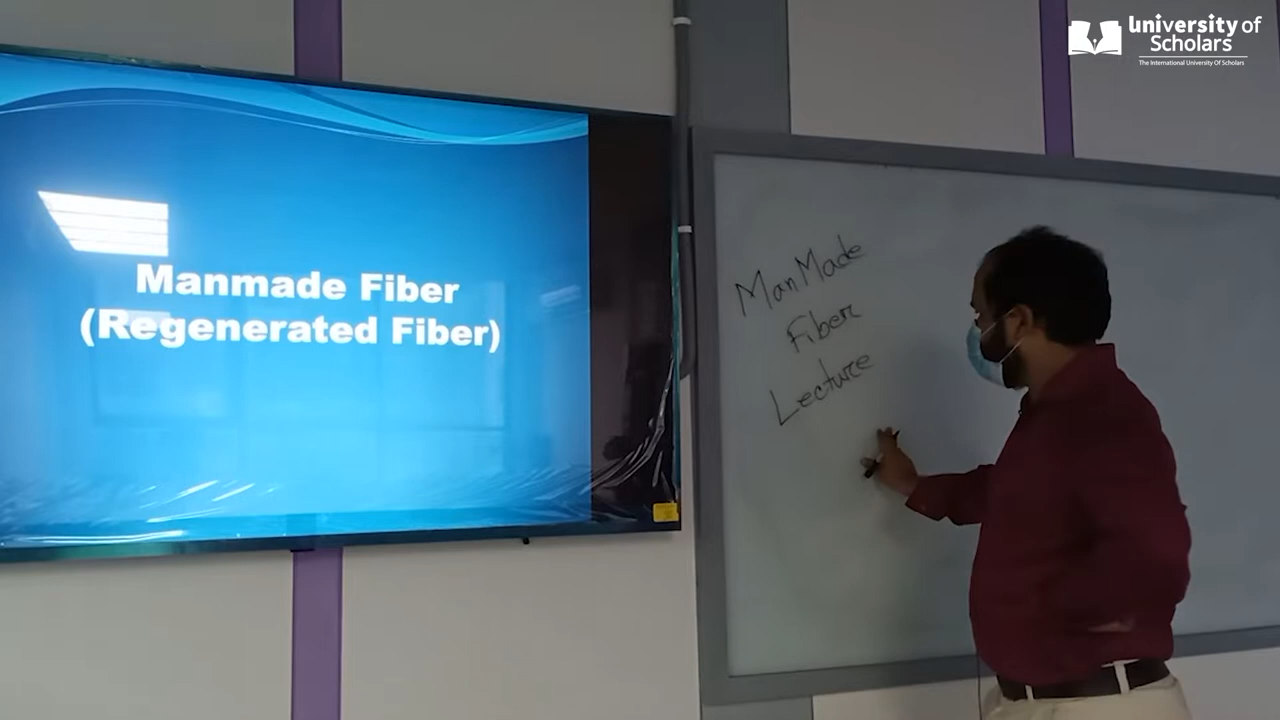 University of
Scholars
The International University Of Scholars
Manmade Fiber
(Regenerated Fiber)
ManMade
Fiber
Lecture